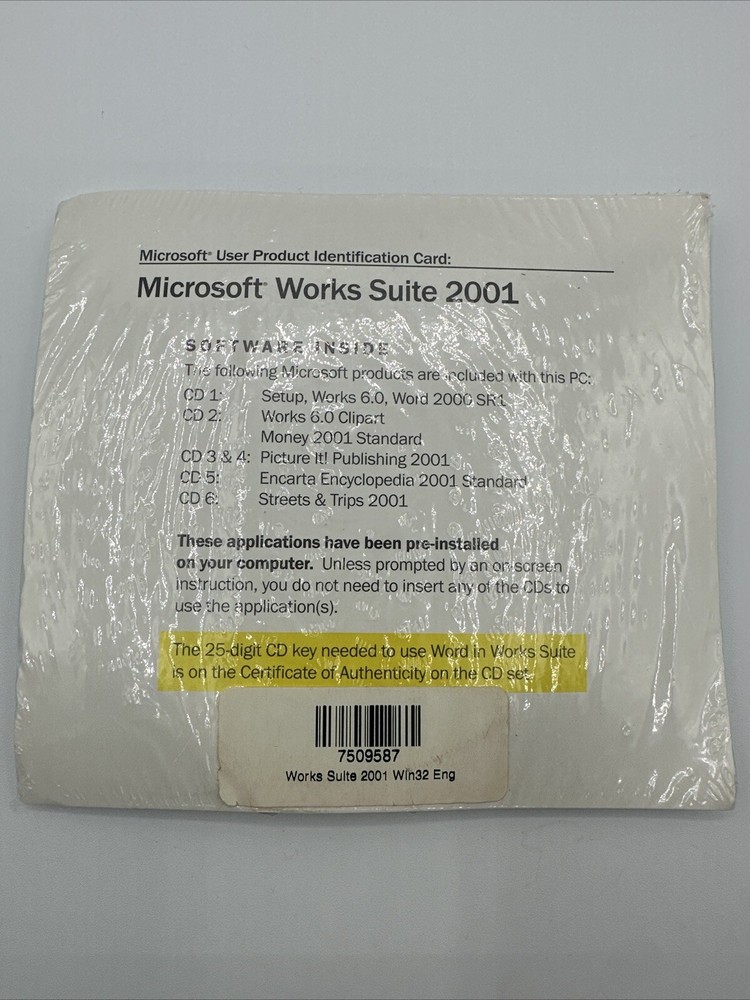 Microsoft® User Product Identification Card:
Microsoft® Works Suite 2001
SOFTWARE INSIDE
The following Microsoft products are included with this PC:
CD 1: Setup, Works 6.0, Word 2000 SR1
CD 2: Works 6.0 Clipart
Money 2001 Standard
CD 3 & 4: Picture It! Publishing 2001
CD 5: Encarta Encyclopedia 2001 Standard
CD 6: Streets & Trips 2001
These applications have been pre-installed
on your computer. Unless prompted by an on-screen
instruction, you do not need to insert any of the CDs to
use the application(s).
The 25-digit CD key needed to use Word in Works Suite
is on the Certificate of Authenticity on the CD set.
7509587
Works Suite 2001 Win32 Eng